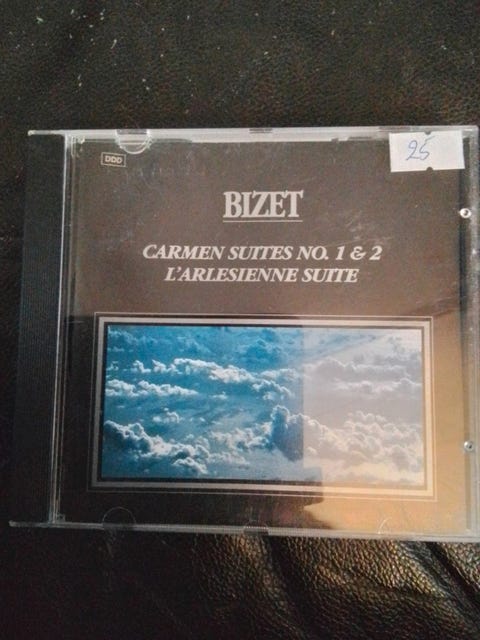 DDD
25
BIZET
CARMEN SUITES NO. 1 & 2
L'ARLESIENNE SUITE